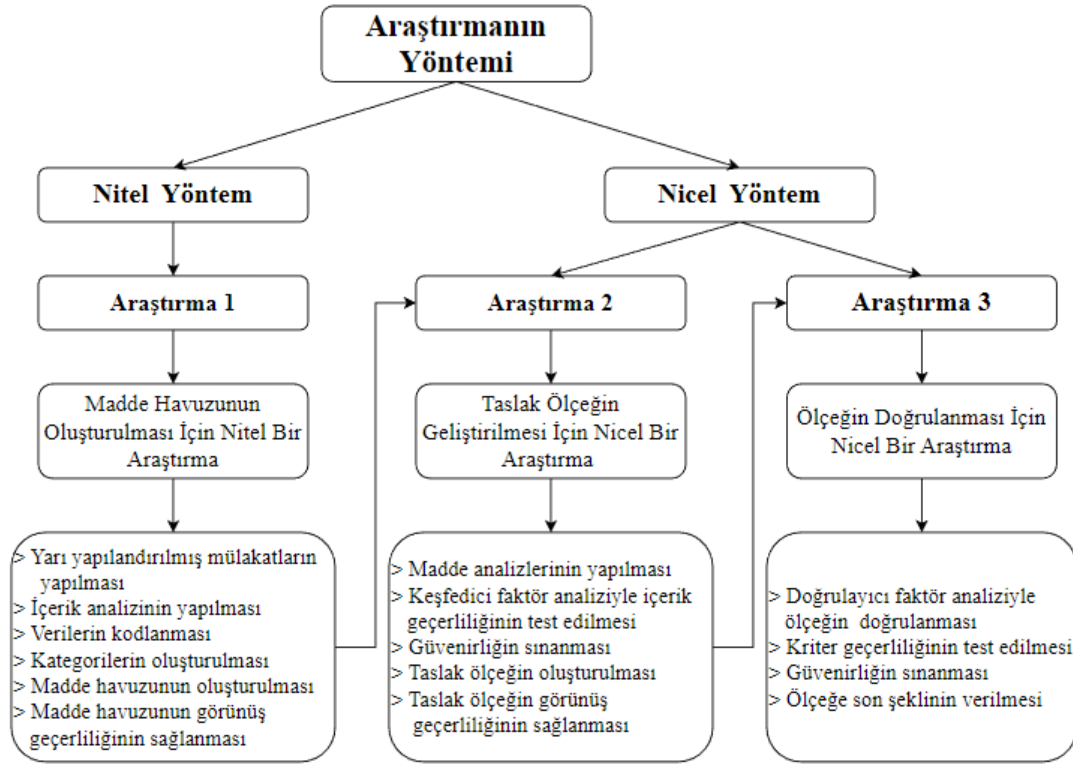 Araştırmanın
Yöntemi
Nitel Yöntem
Nicel Yöntem
Araştırma 1
Araştırma 2
Araştırma 3
Madde Havuzunun
Oluşturulması İçin Nitel Bir
Araştırma
Taslak Ölçeğin
Geliştirilmesi İçin Nicel Bir
Araştırma
Ölçeğin Doğrulanması İçin
Nicel Bir Araştırma
> Yarı yapılandırılmış mülakatların
yapılması
> İçerik analizinin yapılması
> Verilerin kodlanması
> Kategorilerin oluşturulması
> Madde havuzunun oluşturulması
> Madde havuzunun görünüş
geçerliliğinin sağlanması
> Madde analizlerinin yapılması
> Keşfedici faktör analiziyle içerik
geçerliliğinin test edilmesi
> Güvenirliğin sınanması
> Taslak ölçeğin oluşturulması
> Taslak ölçeğin görünüş
geçerliliğinin sağlanması
> Doğrulayıcı faktör analiziyle
ölçeğin doğrulanması
> Kriter geçerliliğinin test edilmesi
> Güvenirliğin sınanması
> Ölçeğe son şeklinin verilmesi